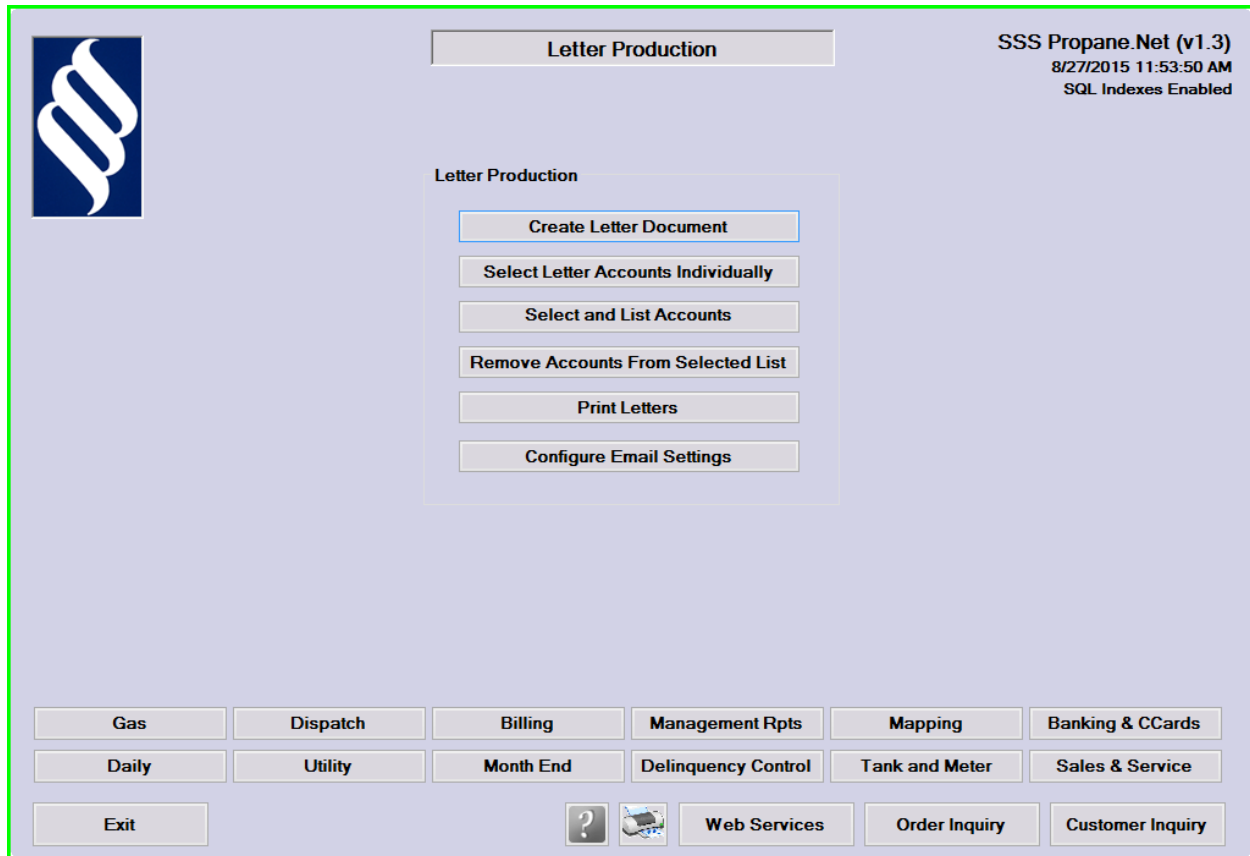 Letter Production
SSS Propane.Net (v1.3)
8/27/2015 11:53:50 AM
SQL Indexes Enabled
Letter Production
Create Letter Document
Select Letter Accounts Individually
Select and List Accounts
Remove Accounts From Selected List
Print Letters
Configure Email Settings
Gas Dispatch Billing Management Rpts Mapping Banking & CCards
Daily Utility Month End Delinquency Control Tank and Meter Sales & Service
Exit ? Web Services Order Inquiry Customer Inquiry